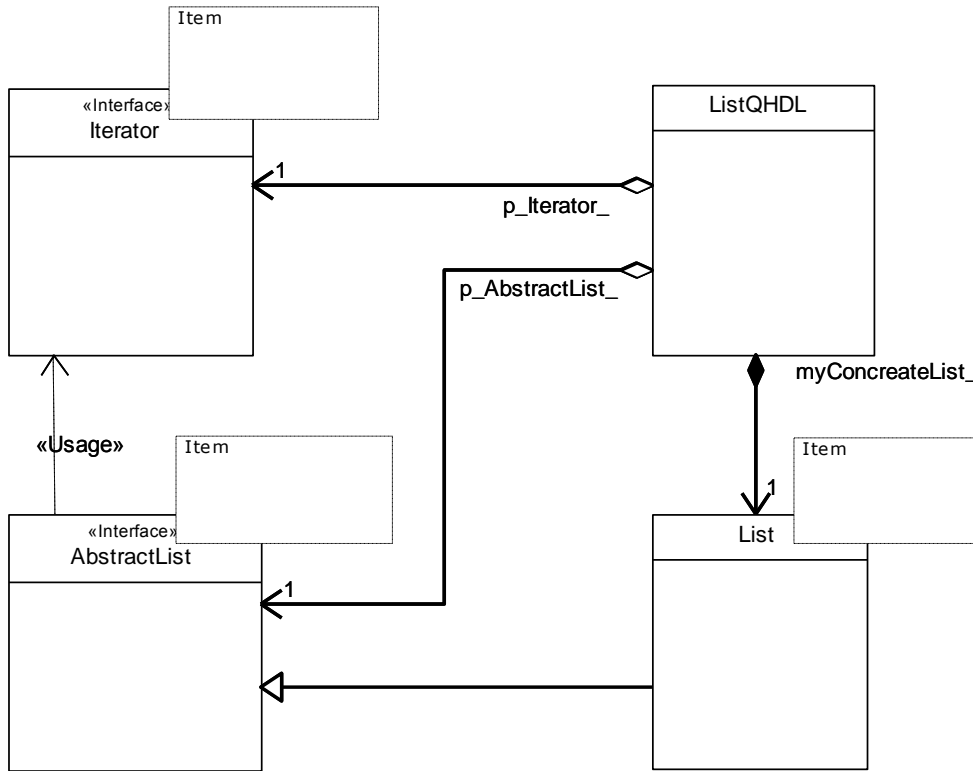 Item
«Interface»
Iterator
ListQHDL
1
p_Iterator_
p_AbstractList_
myConcreateList_
«Usage»
Item
Item
1
«Interface»
AbstractList
List
1